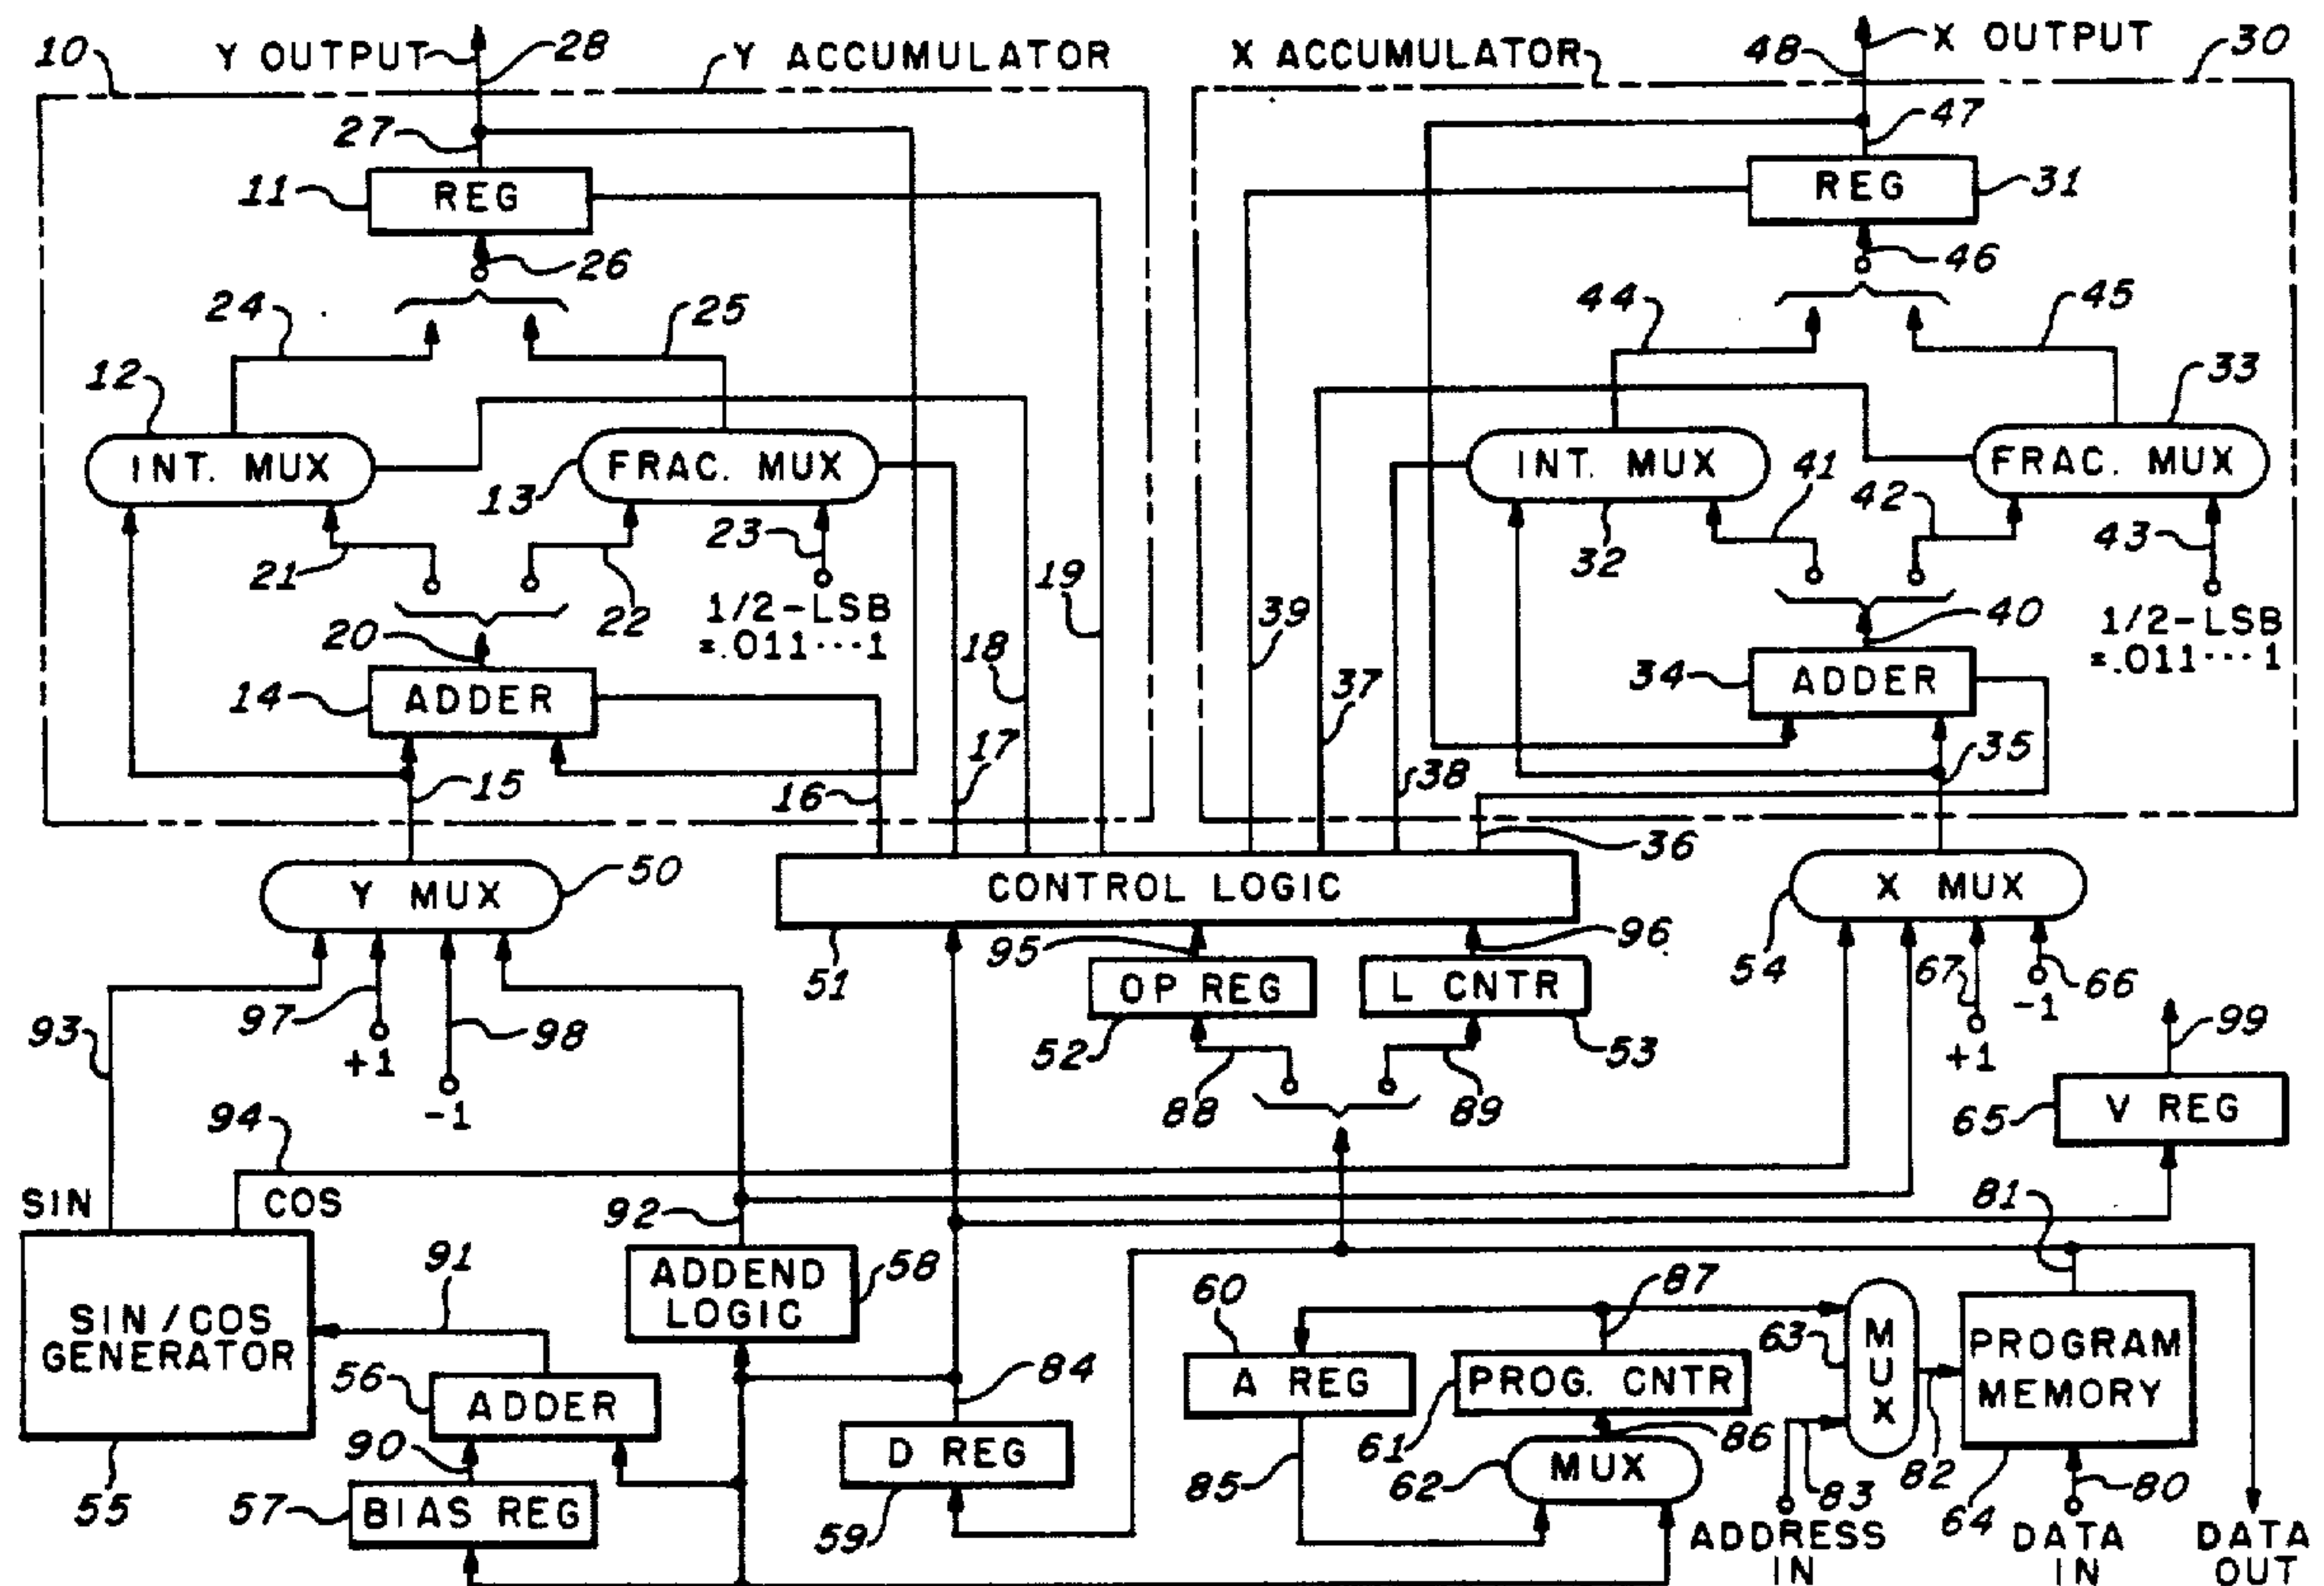 10 Y OUTPUT 28 Y ACCUMULATOR X ACCUMULATOR 48 X OUTPUT 30
27 47
11 REG REG 31
26 46
24 25 44 45
12 33
INT. MUX FRAC. MUX INT. MUX 41 FRAC. MUX
13 42
23 43
21 22 19 32
1/2-LSB
=.011···1
39 40 1/2-LSB
=.011···1
20 18 37
14 ADDER 34 ADDER
17 35
15 16 38
36
50
Y MUX CONTROL LOGIC X MUX
95 96
51 OP REG L CNTR 54 67 66
-1
93 97 98 99
+1 52 53 +1
-1 88 89 65 V REG
94
SIN COS 92 81
91 ADDEND
LOGIC 58 60 87
SIN/COS
GENERATOR 63 MUX PROGRAM
MEMORY
56 84
ADDER A REG 61 PROG. CNTR
90 D REG 86 82
55 57 BIAS REG 59 85 62 MUX 83 64 80
ADDRESS
IN
DATA
IN
DATA
OUT